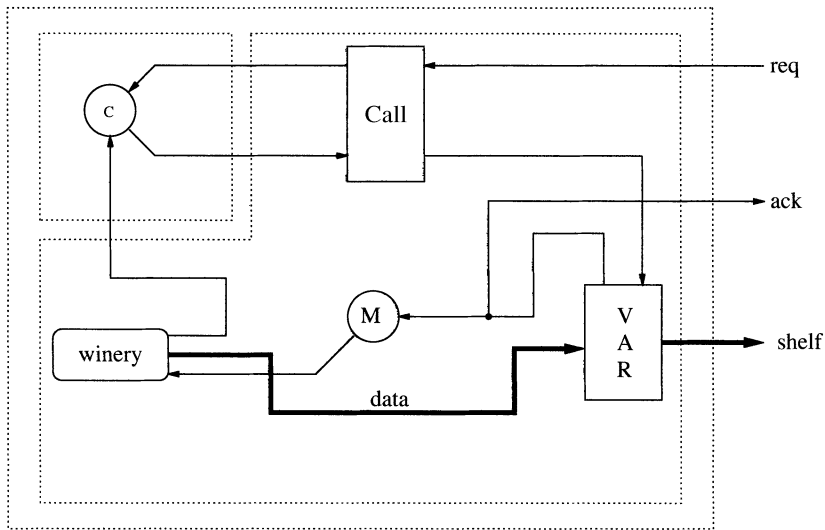 req
C
Call
ack
M
V
A
R
winery
shelf
data